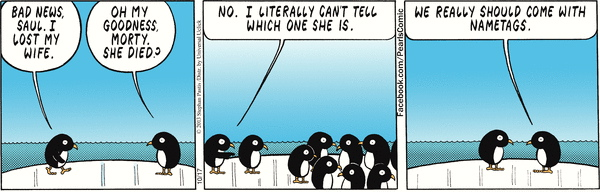 BAD NEWS,
SAUL. I
LOST MY
WIFE.
OH MY
GOODNESS,
MORTY.
SHE DIED?
NO. I LITERALLY CAN'T TELL
WHICH ONE SHE IS.
WE REALLY SHOULD COME WITH
NAMETAGS.
10/17
© 2013 Stephan Pastis /Distr. by Universal Uclick
Facebook.com/PearlsComic